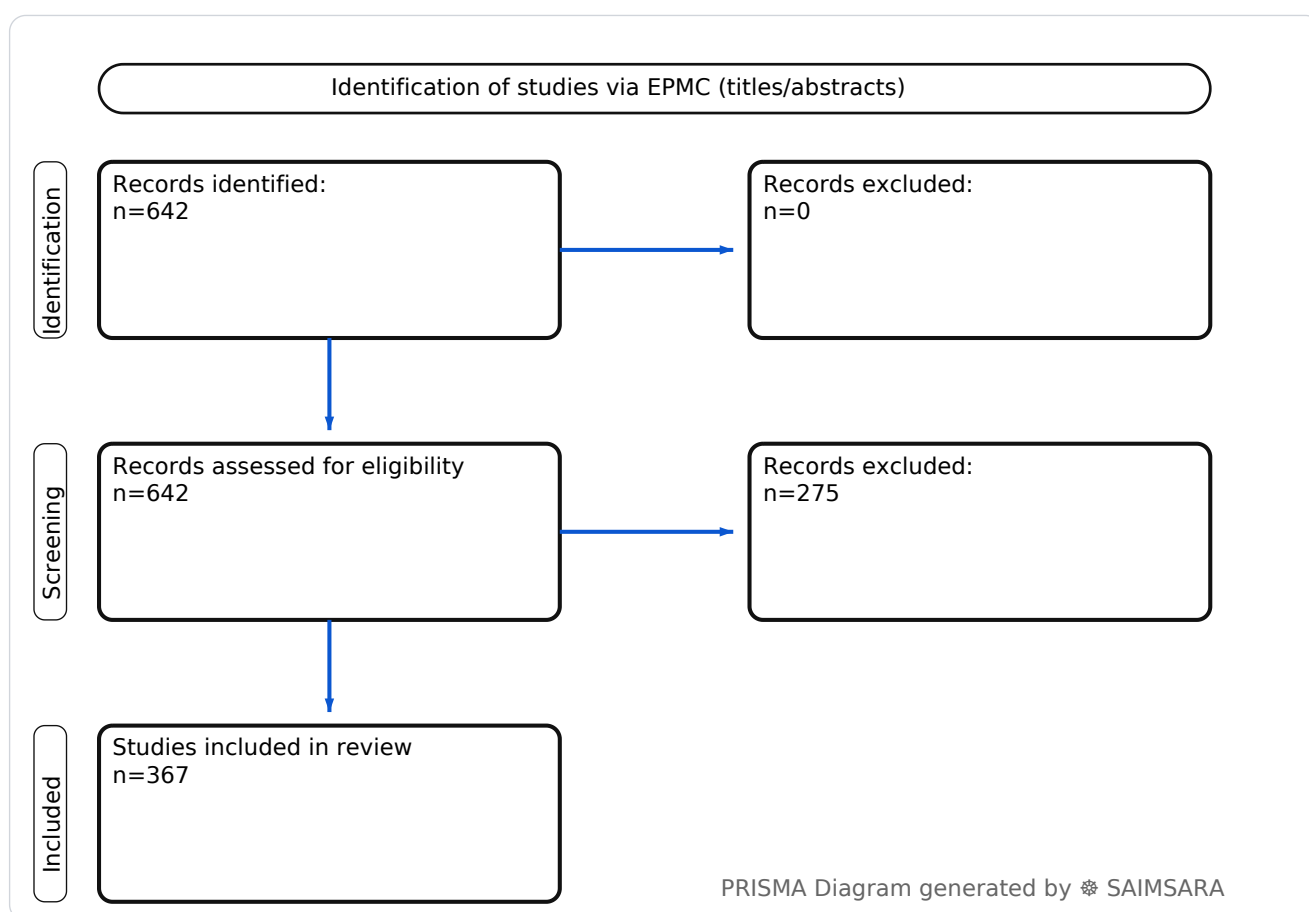 Identification of studies via EPMC (titles/abstracts)
Identification
Records identified:
n=642
Records excluded:
n=0
Screening
Records assessed for eligibility
n=642
Records excluded:
n=275
Included
Studies included in review
n=367
PRISMA Diagram generated by ☸ SAIMSARA